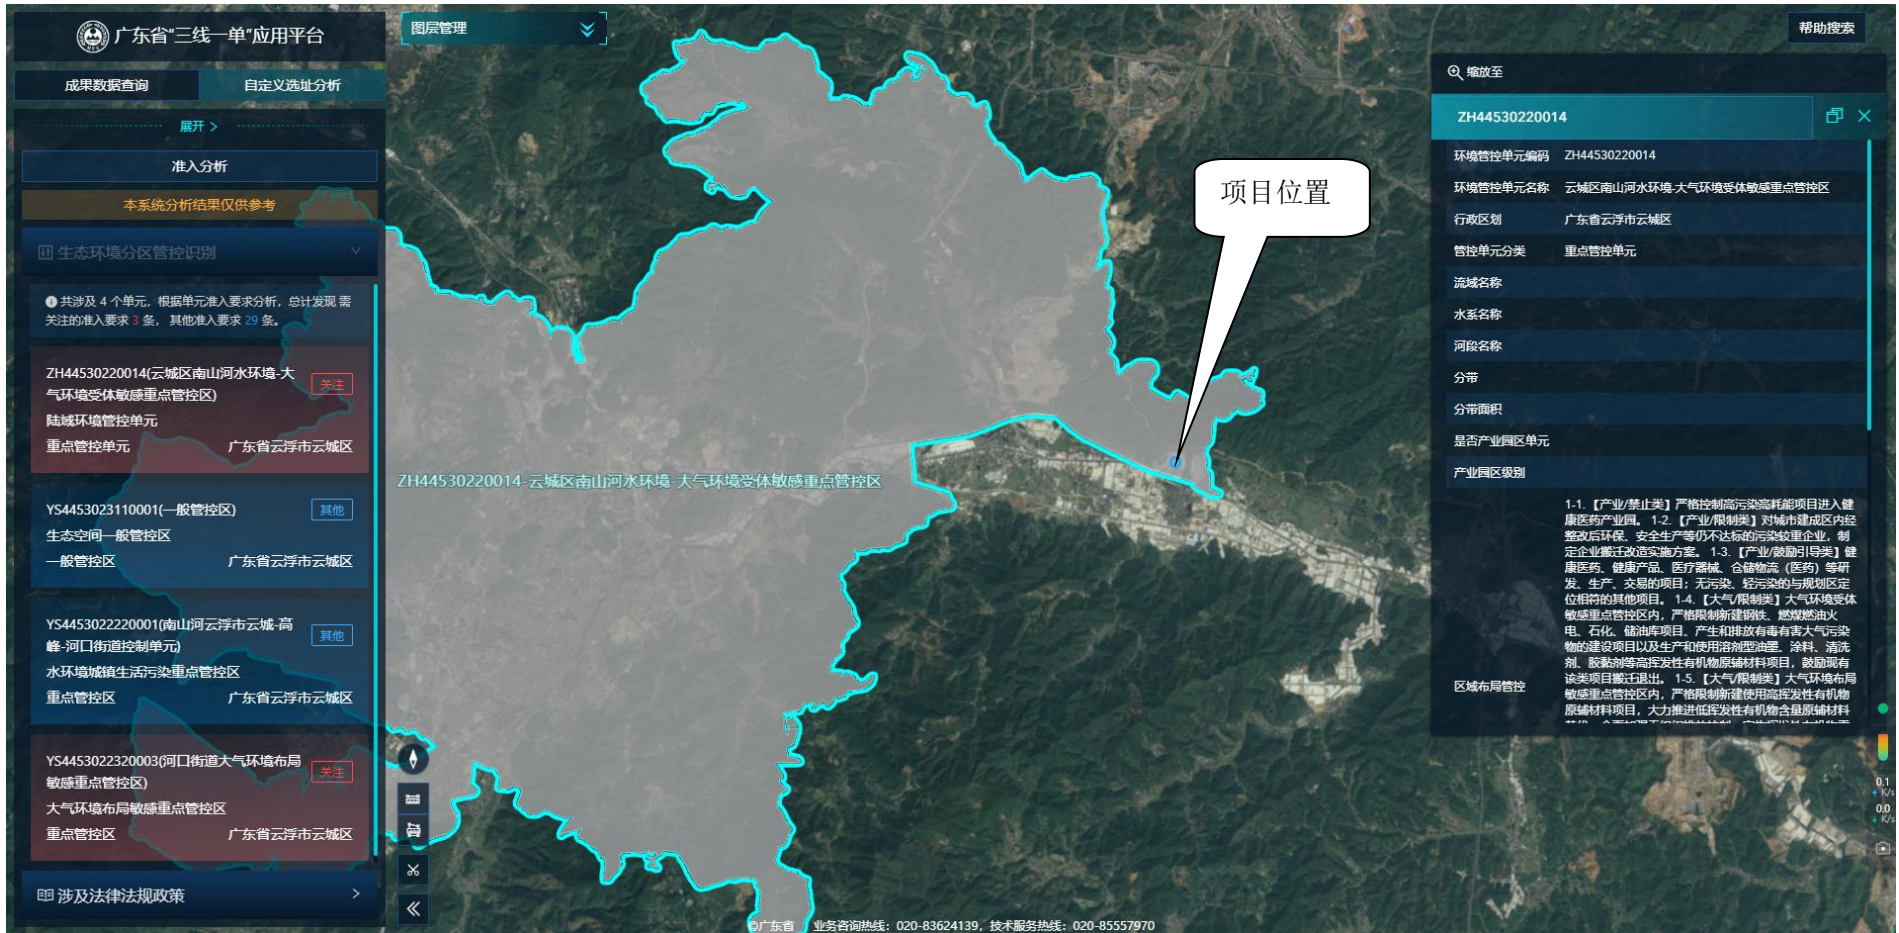 广东省“三线一单”应用平台
成果数据查询
自定义选址分析
展开 >
准入分析
本系统分析结果仅供参考
生态环境分区管控识别
共涉及 4 个单元，根据单元准入要求分析，总计发现 需
关注的准入要求 3 条， 其他准入要求 29 条。
ZH44530220014(云城区南山河水环境-大
气环境受体敏感重点管控区)
关注
陆域环境管控单元
重点管控单元 广东省云浮市云城区
YS4453023110001(一般管控区)
其他
生态空间一般管控区
一般管控区 广东省云浮市云城区
YS4453022220001(南山河云浮市云城-高
峰-河口街道控制单元)
其他
水环境城镇生活污染重点管控区
重点管控区 广东省云浮市云城区
YS4453022320003(河口街道大气环境布局
敏感重点管控区)
关注
大气环境布局敏感重点管控区
重点管控区 广东省云浮市云城区
涉及法律法规政策
图层管理
项目位置
ZH44530220014-云城区南山河水环境-大气环境受体敏感重点管控区
©广东省 业务咨询热线：020-83624139，技术服务热线：020-85557970
帮助搜索
缩放至
ZH44530220014
环境管控单元编码 ZH44530220014
环境管控单元名称 云城区南山河水环境-大气环境受体敏感重点管控区
行政区划 广东省云浮市云城区
管控单元分类 重点管控单元
流域名称
水系名称
河段名称
分带
分带面积
是否产业园区单元
产业园区级别
区域布局管控
1-1.【产业/禁止类】严格控制高污染高耗能项目进入健
康医药产业园。 1-2.【产业/限制类】对城市建成区内经
整改后环保、安全生产等仍不达标的污染较重企业，制
定企业搬迁改造实施方案。 1-3.【产业/鼓励引导类】健
康医药、健康产品、医疗器械、仓储物流（医药）等研
发、生产、交易的项目；无污染、轻污染的与规划区定
位相符的其他项目。 1-4.【大气/限制类】大气环境受体
敏感重点管控区内，严格限制新建钢铁、燃煤燃油火
电、石化、储油库项目、产生和排放有毒有害大气污染
物的建设项目以及生产和使用溶剂型油墨、涂料、清洗
剂、胶黏剂等高挥发性有机物原辅材料项目，鼓励现有
该类项目搬迁退出。 1-5.【大气/限制类】大气环境布局
敏感重点管控区内，严格限制新建使用高挥发性有机物
原辅材料项目，大力推进低挥发性有机物含量原辅材料
0.1
K/s
0.0
K/s